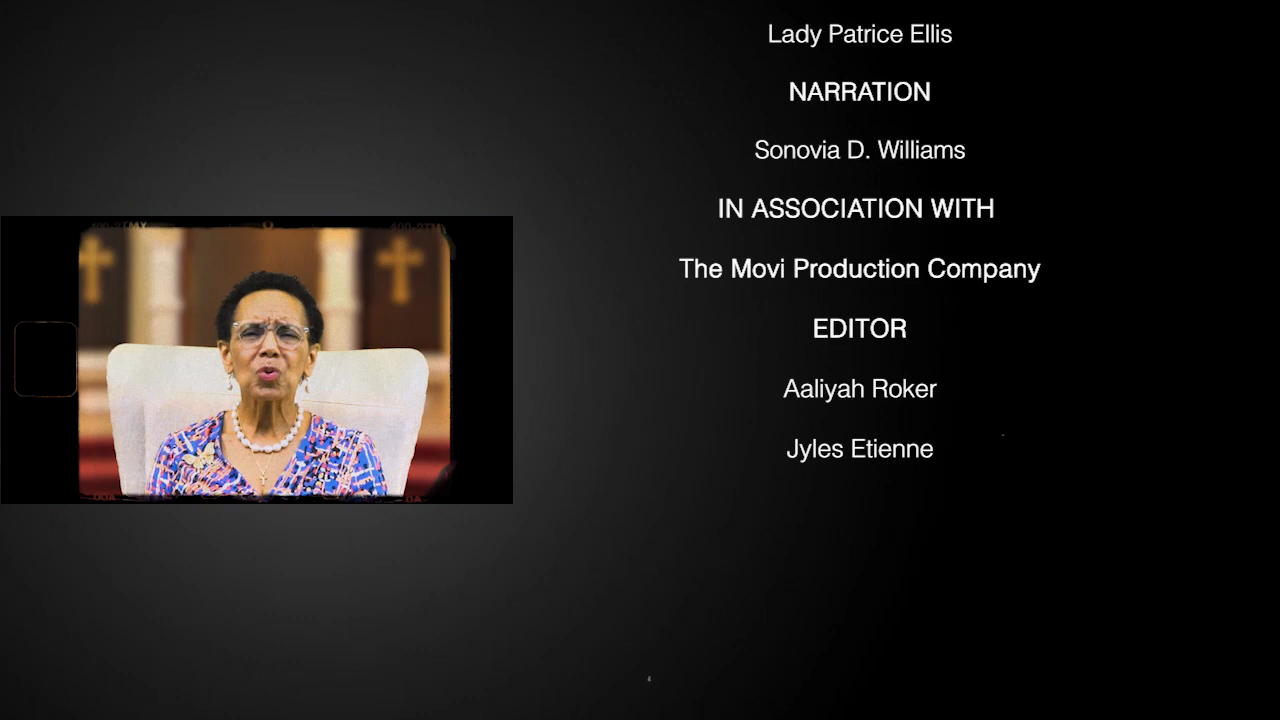 Lady Patrice Ellis
NARRATION
Sonovia D. Williams
IN ASSOCIATION WITH
The Movi Production Company
EDITOR
Aaliyah Roker
Jyles Etienne